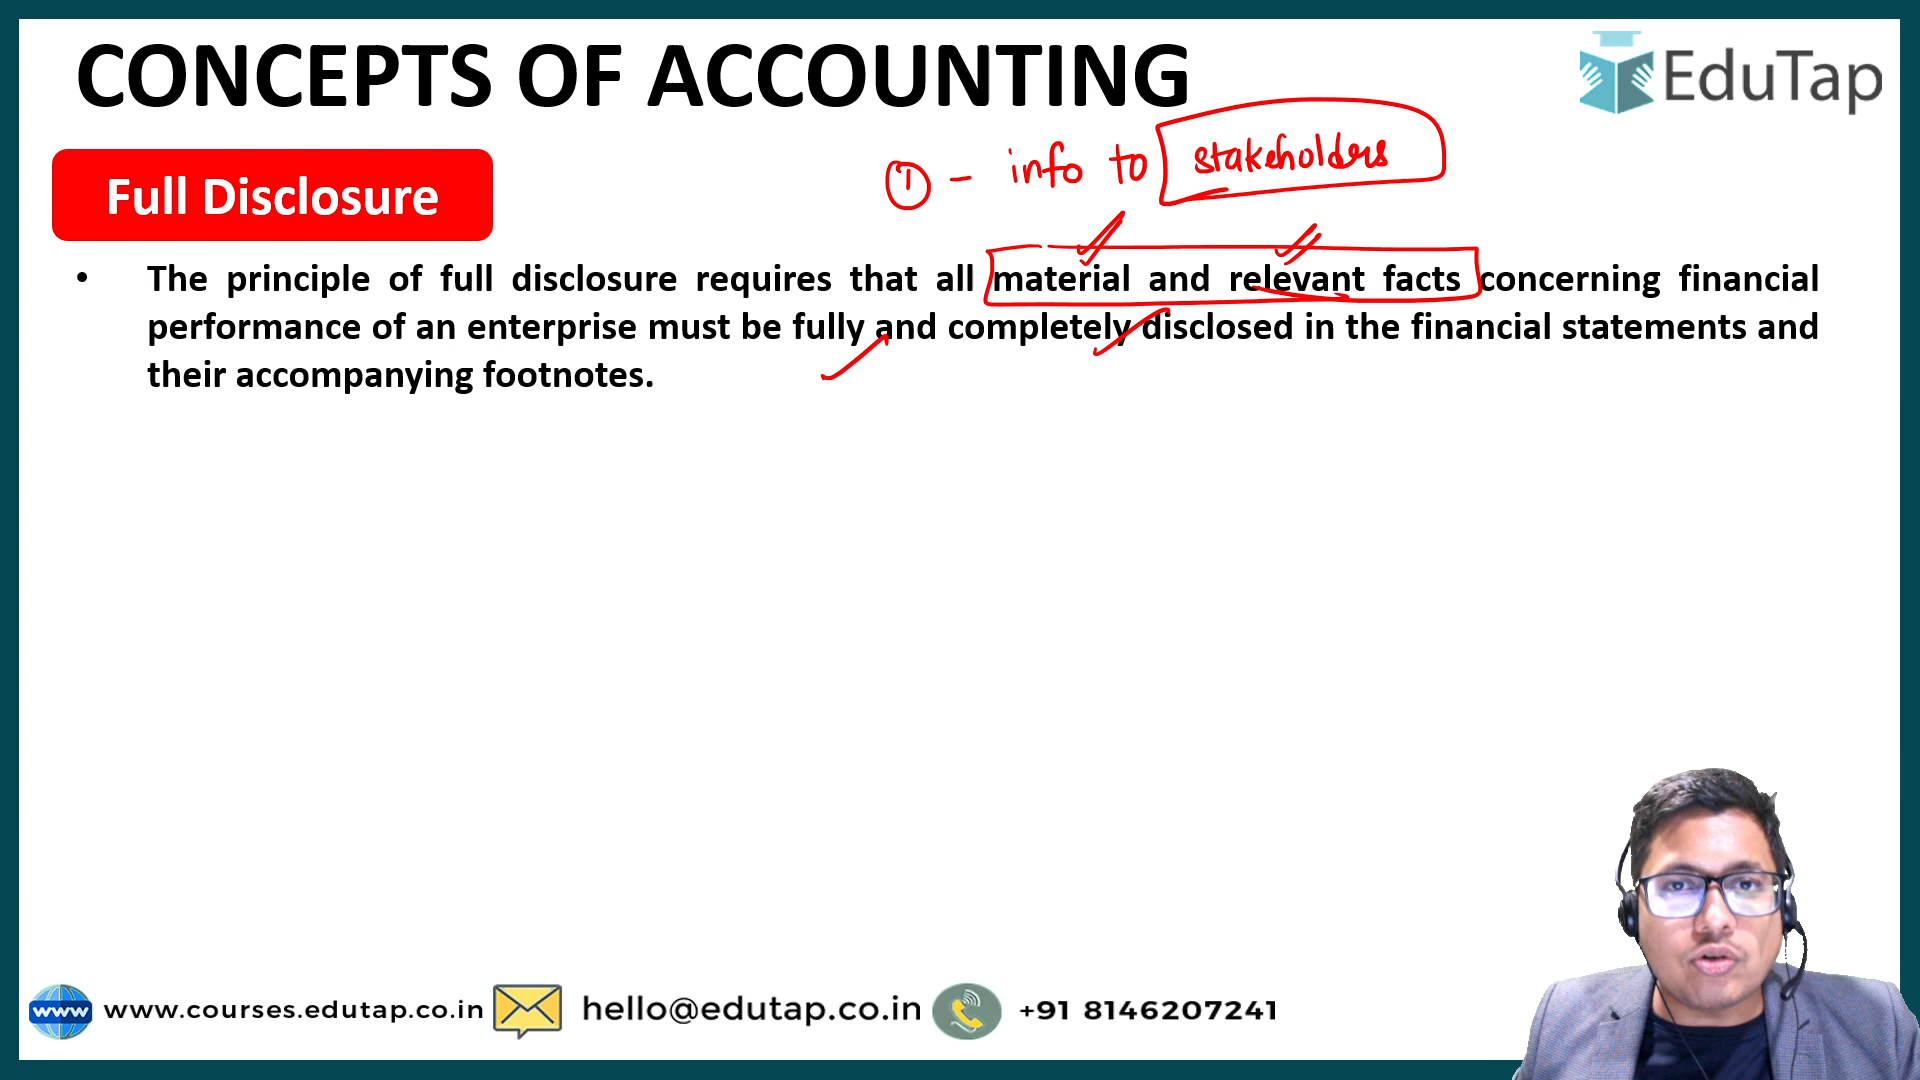 CONCEPTS OF ACCOUNTING
EduTap
① - info to stakeholders
Full Disclosure
• The principle of full disclosure requires that all material and relevant facts concerning financial
performance of an enterprise must be fully and completely disclosed in the financial statements and
their accompanying footnotes.
www www.courses.edutap.co.in hello@edutap.co.in +91 8146207241